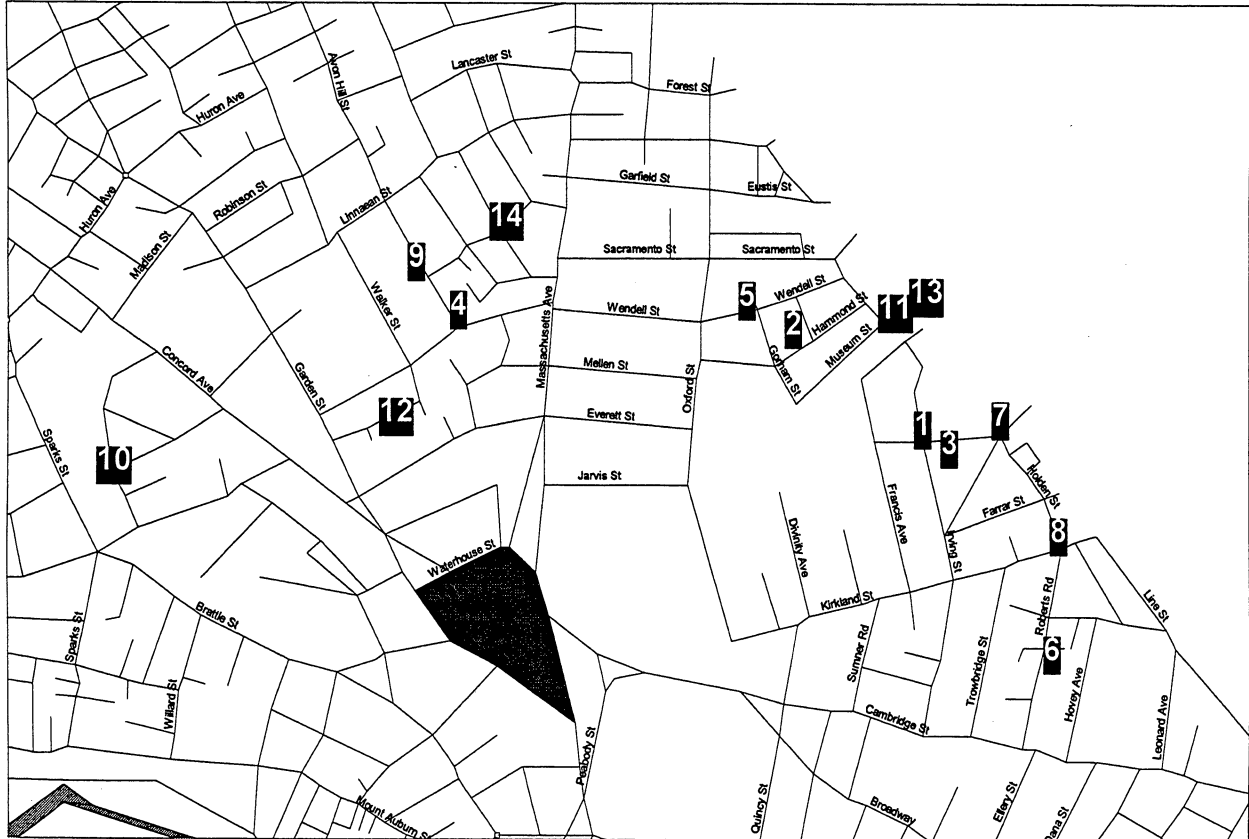 Lancaster St
Avon Hill St
Forest St
Huron Ave
Garfield St
Eustis St
Huron Ave
Robinson St
Linnaean St
14
Madison St
Sacramento St
Sacramento St
9
Walker St
4
Massachusetts Ave
Wendell St
5
Wendell St
2
Hammond St
11
13
Museum St
Concord Ave
Garden St
Mellen St
Oxford St
Gorham St
12
Everett St
1
3
7
Sparks St
10
Jarvis St
Francis Ave
Holden St
Farrar St
Divinity Ave
Irving St
8
Waterhouse St
Kirkland St
Roberts Rd
Line St
Brattle St
Sparks St
Sumner Rd
Trowbridge St
6
Hovey Ave
Willard St
Cambridge St
Leonard Ave
Peabody St
Quincy St
Broadway
Ellery St
Dana St
Mount Auburn St